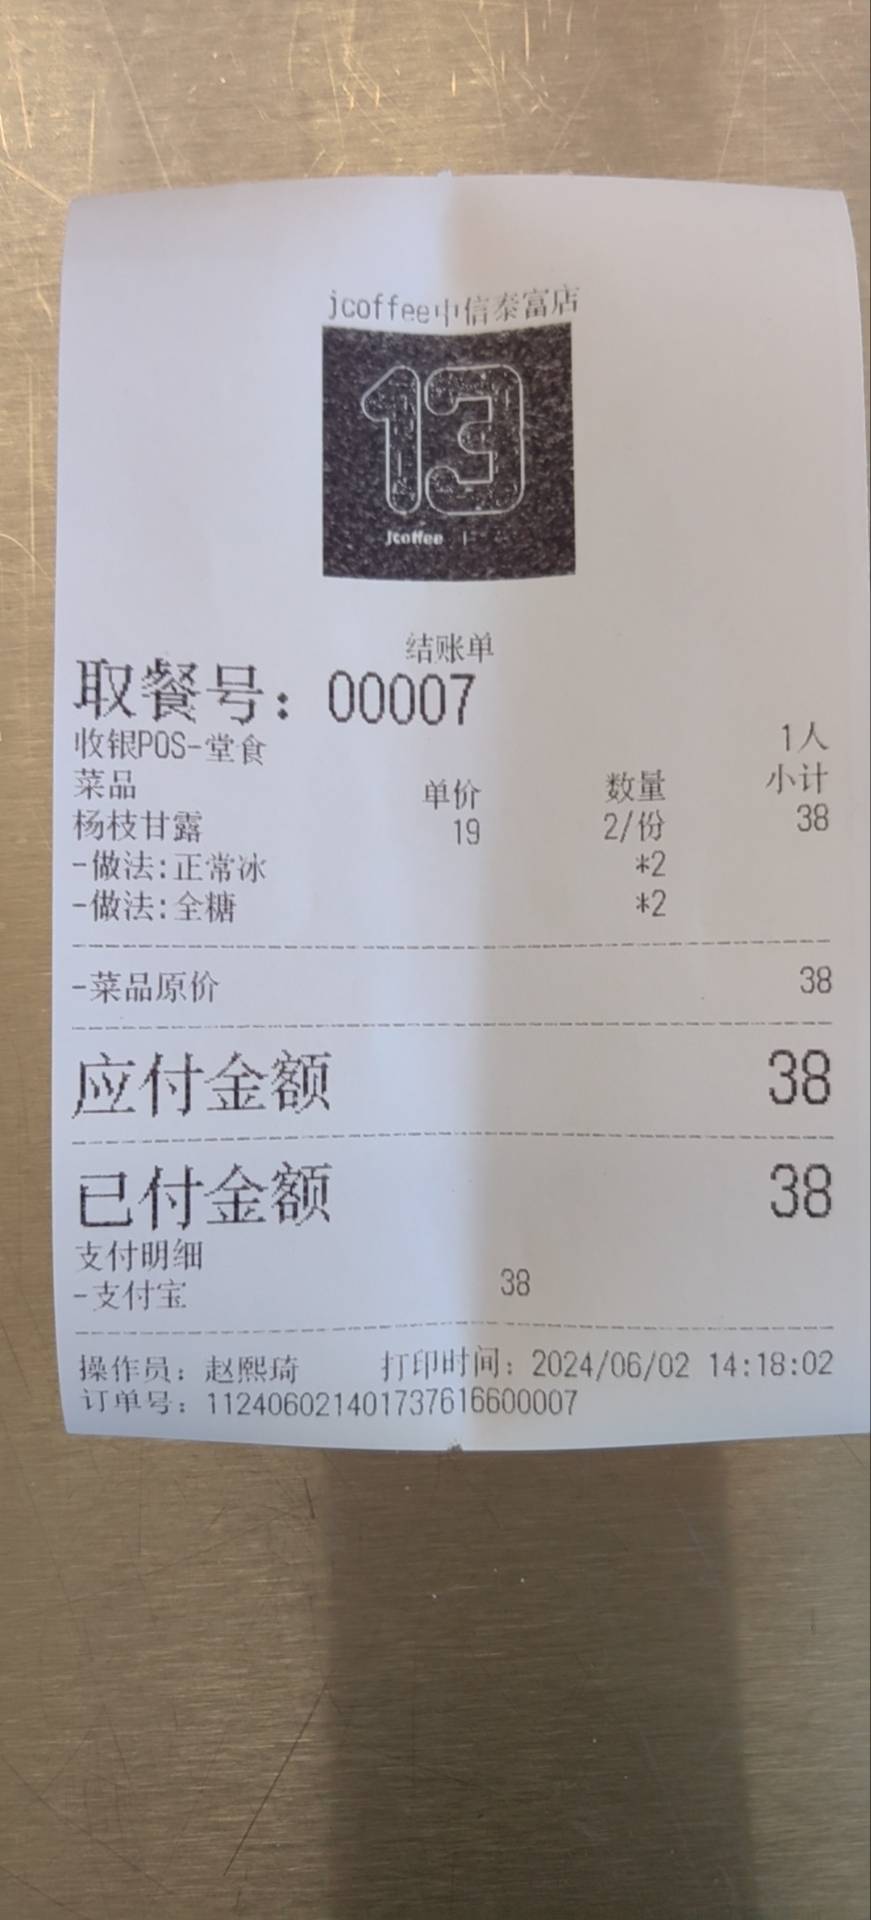 jcoffee中信泰富店
13
Jcoffee
结账单
取餐号：00007
收银POS-堂食 1人
菜品 单价 数量 小计
杨枝甘露 19 2/份 38
-做法:正常冰 *2
-做法:全糖 *2
-菜品原价 38
应付金额 38
已付金额 38
支付明细
-支付宝 38
操作员：赵熙琦 打印时间：2024/06/02 14:18:02
订单号：112406021401737616600007